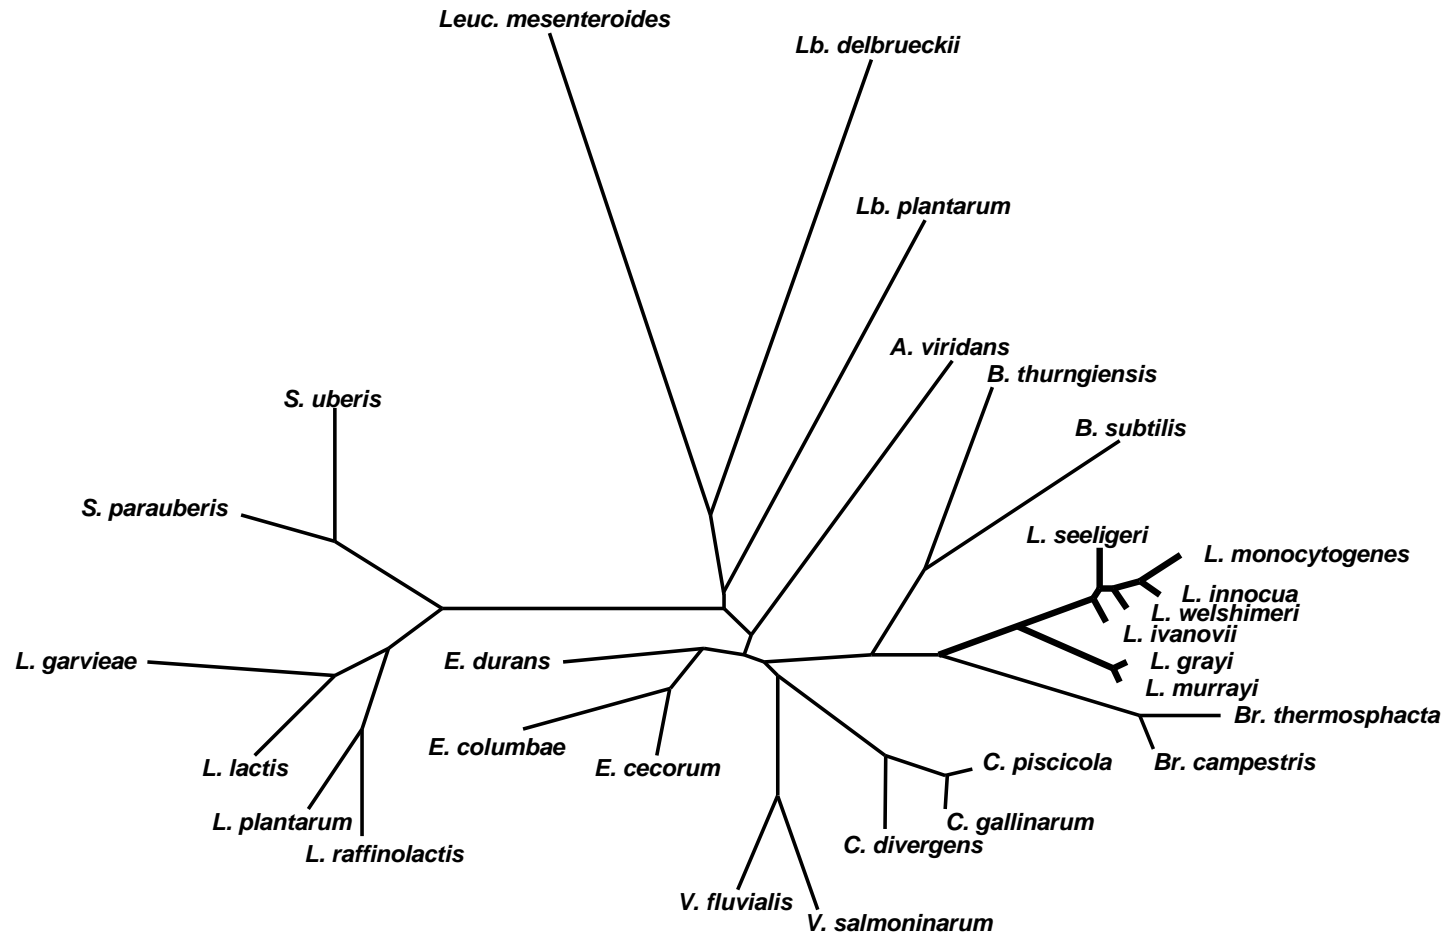 Leuc. mesenteroides
Lb. delbrueckii
Lb. plantarum
A. viridans
B. thurngiensis
S. uberis
B. subtilis
S. parauberis
L. seeligeri
L. monocytogenes
L. innocua
L. welshimeri
L. ivanovii
L. garvieae
E. durans
L. grayi
L. murrayi
Br. thermosphacta
E. columbae
L. lactis
E. cecorum
C. piscicola
Br. campestris
L. plantarum
C. gallinarum
L. raffinolactis
C. divergens
V. fluvialis
V. salmoninarum